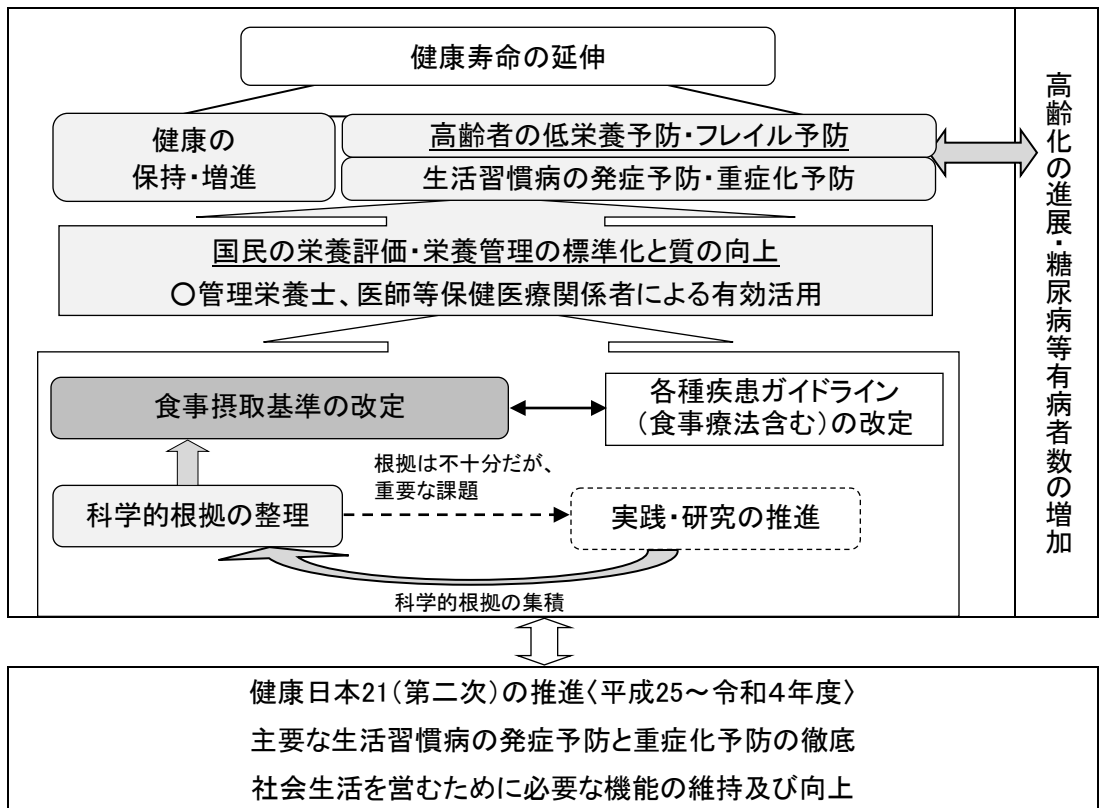 健康寿命の延伸
健康の
保持・増進
高齢者の低栄養予防・フレイル予防
生活習慣病の発症予防・重症化予防
国民の栄養評価・栄養管理の標準化と質の向上
〇管理栄養士、医師等保健医療関係者による有効活用
食事摂取基準の改定
各種疾患ガイドライン
（食事療法含む）の改定
根拠は不十分だが、
重要な課題
科学的根拠の整理
実践・研究の推進
科学的根拠の集積
高齢化の進展・糖尿病等有病者数の増加
健康日本21（第二次）の推進〈平成25～令和４年度〉
主要な生活習慣病の発症予防と重症化予防の徹底
社会生活を営むために必要な機能の維持及び向上